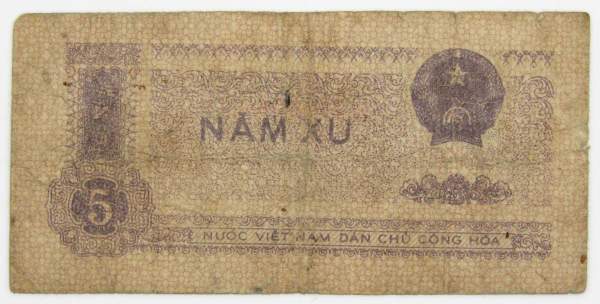 NĂM XU
5
NƯỚC VIỆT NAM DÂN CHỦ CỘNG HÒA